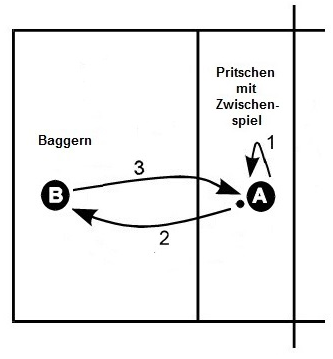 Pritschen
mit
Zwischen-
spiel
1
Baggern
3
B
A
2